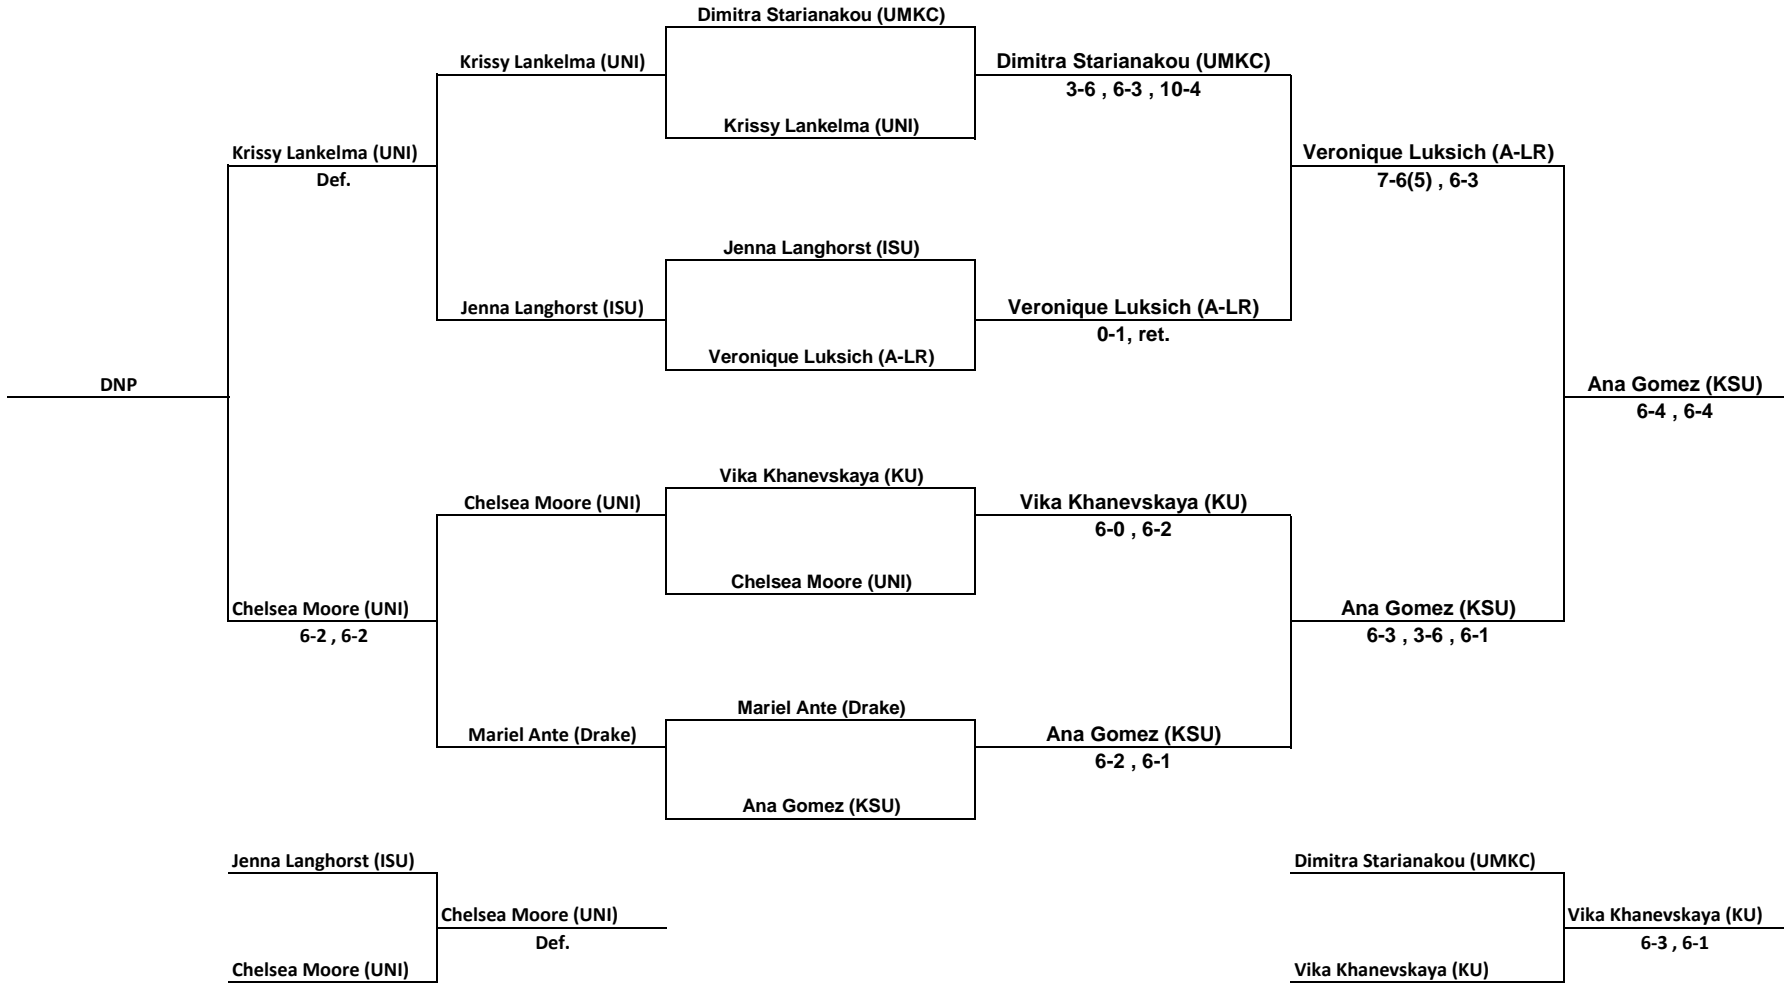 Dimitra Starianakou (UMKC)
Krissy Lankelma (UNI)
Dimitra Starianakou (UMKC)
3-6 , 6-3 , 10-4
Krissy Lankelma (UNI)
Krissy Lankelma (UNI)
Def.
Veronique Luksich (A-LR)
7-6(5) , 6-3
Jenna Langhorst (ISU)
Jenna Langhorst (ISU)
Veronique Luksich (A-LR)
0-1, ret.
Veronique Luksich (A-LR)
DNP
Ana Gomez (KSU)
6-4 , 6-4
Vika Khanevskaya (KU)
Chelsea Moore (UNI)
Vika Khanevskaya (KU)
6-0 , 6-2
Chelsea Moore (UNI)
Chelsea Moore (UNI)
6-2 , 6-2
Ana Gomez (KSU)
6-3 , 3-6 , 6-1
Mariel Ante (Drake)
Mariel Ante (Drake)
Ana Gomez (KSU)
6-2 , 6-1
Ana Gomez (KSU)
Jenna Langhorst (ISU)
Chelsea Moore (UNI)
Def.
Chelsea Moore (UNI)
Dimitra Starianakou (UMKC)
Vika Khanevskaya (KU)
6-3 , 6-1
Vika Khanevskaya (KU)